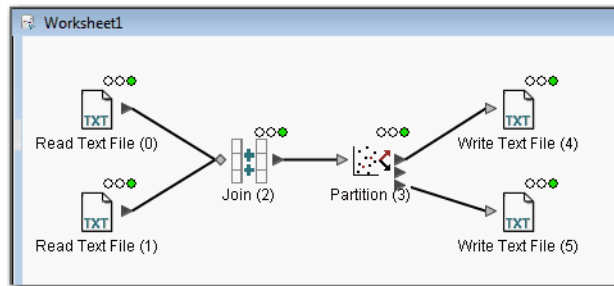 Worksheet1
TXT
Read Text File (0)
TXT
Read Text File (1)
Join (2)
Partition (3)
TXT
Write Text File (4)
TXT
Write Text File (5)